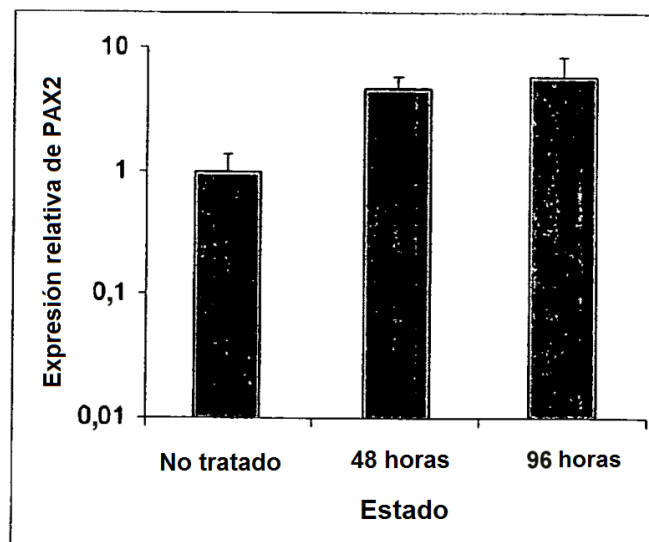 Expresión relativa de PAX2
10
1
0,1
0,01
No tratado
48 horas
96 horas
Estado